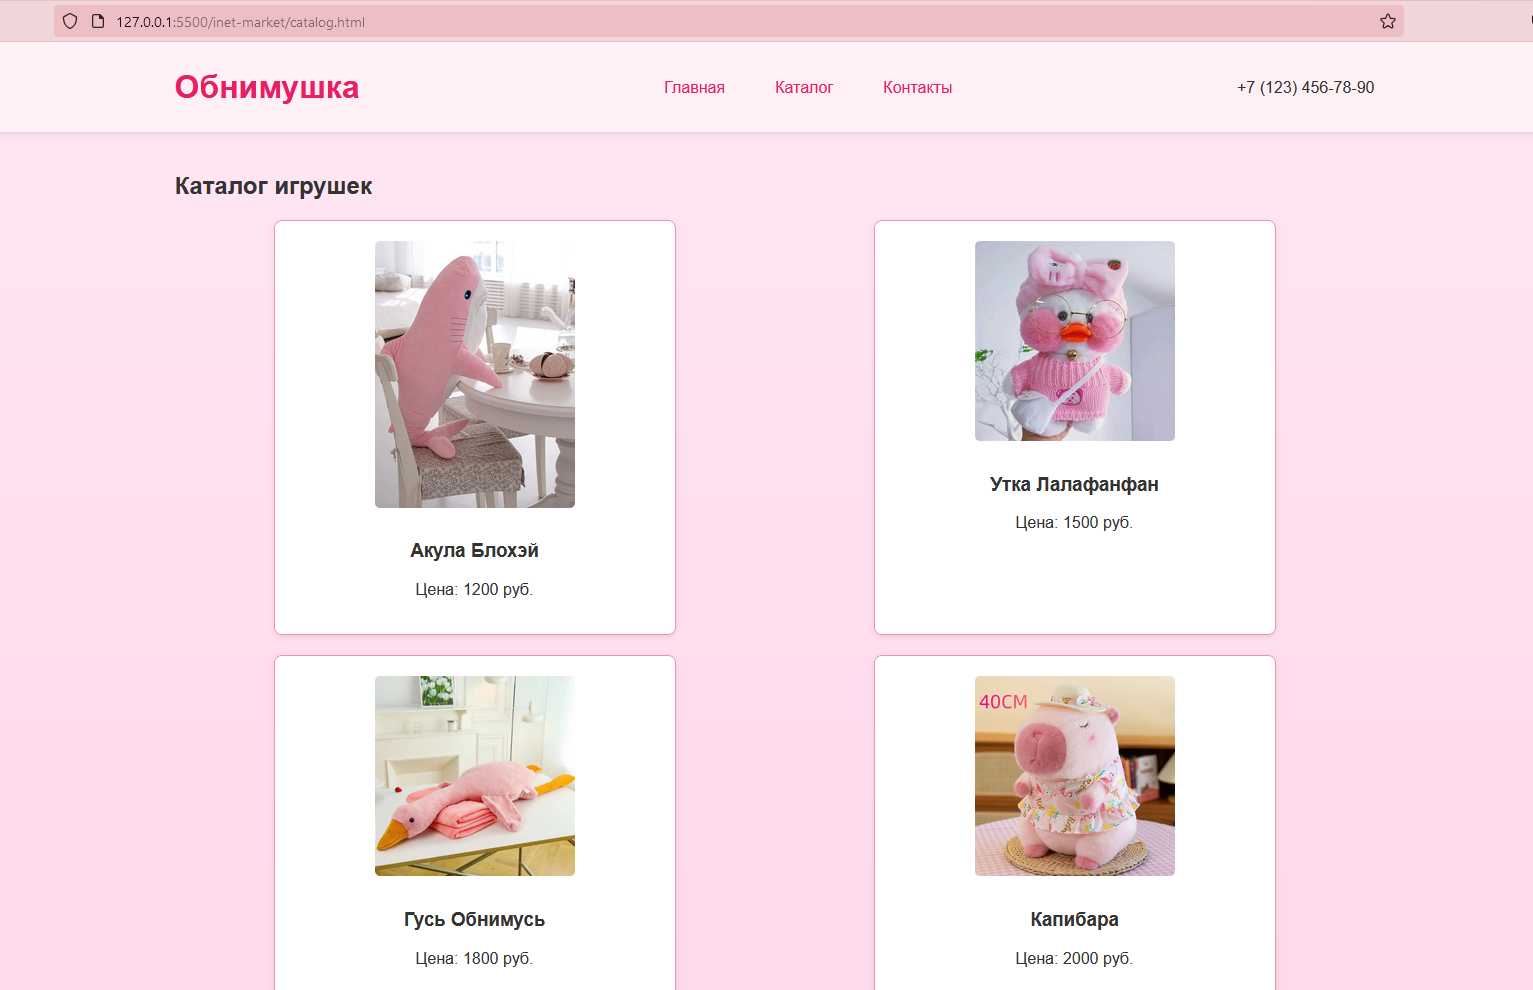 127.0.0.1:5500/inet-market/catalog.html
Обнимушка
Главная
Каталог
Контакты
+7 (123) 456-78-90
Каталог игрушек
Акула Блохэй
Цена: 1200 руб.
Утка Лалафанфан
Цена: 1500 руб.
Гусь Обнимусь
Цена: 1800 руб.
40CM
Капибара
Цена: 2000 руб.